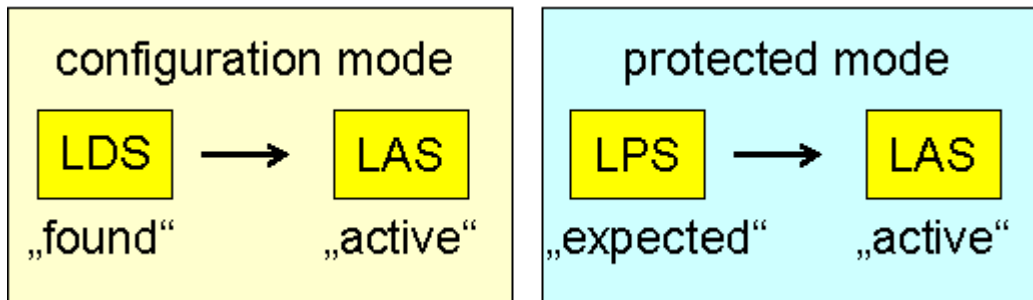 configuration mode
LDS LAS
„found“ „active“
protected mode
LPS LAS
„expected“ „active“